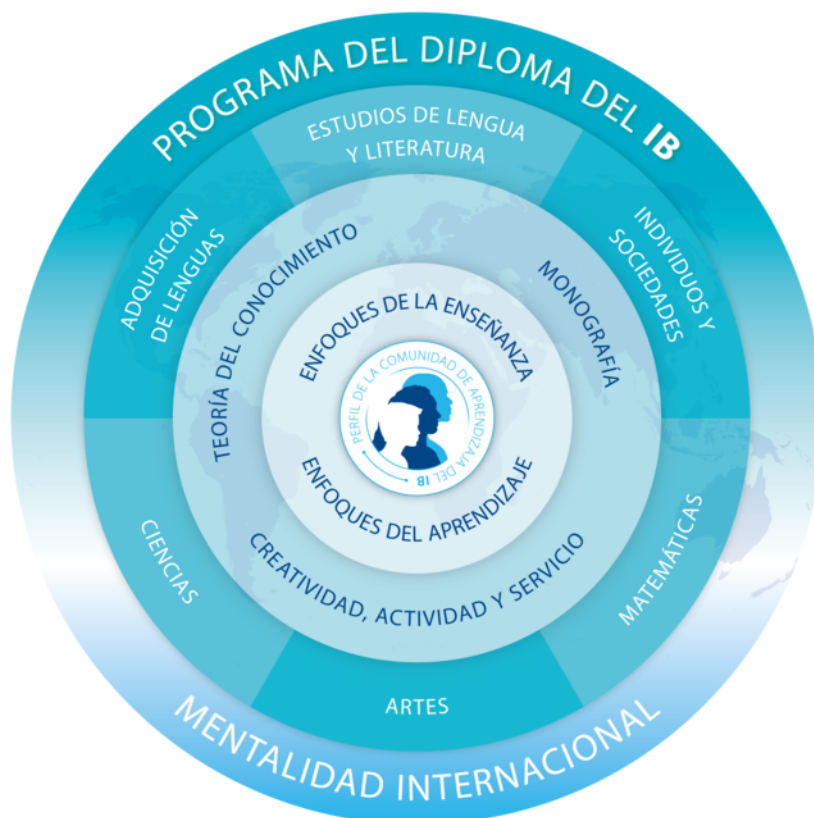 PROGRAMA DEL DIPLOMA DEL IB
ESTUDIOS DE LENGUA
Y LITERATURA
ADQUISICIÓN
DE LENGUAS
INDIVIDUOS Y
SOCIEDADES
TEORÍA DEL CONOCIMIENTO
MONOGRAFÍA
ENFOQUES DE LA ENSEÑANZA
PERFIL DE LA COMUNIDAD DE APRENDIZAJA DEL IB
ENFOQUES DEL APRENDIZAJE
CREATIVIDAD, ACTIVIDAD Y SERVICIO
CIENCIAS
MATEMÁTICAS
ARTES
MENTALIDAD INTERNACIONAL